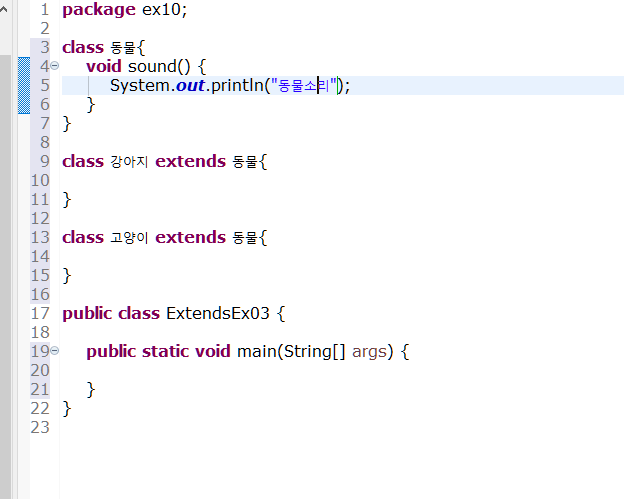 1 package ex10;
2
3 class 동물{
4 void sound() {
5 System.out.println("동물소리");
6 }
7 }
8
9 class 강아지 extends 동물{
10
11 }
12
13 class 고양이 extends 동물{
14
15 }
16
17 public class ExtendsEx03 {
18
19 public static void main(String[] args) {
20
21 }
22 }
23